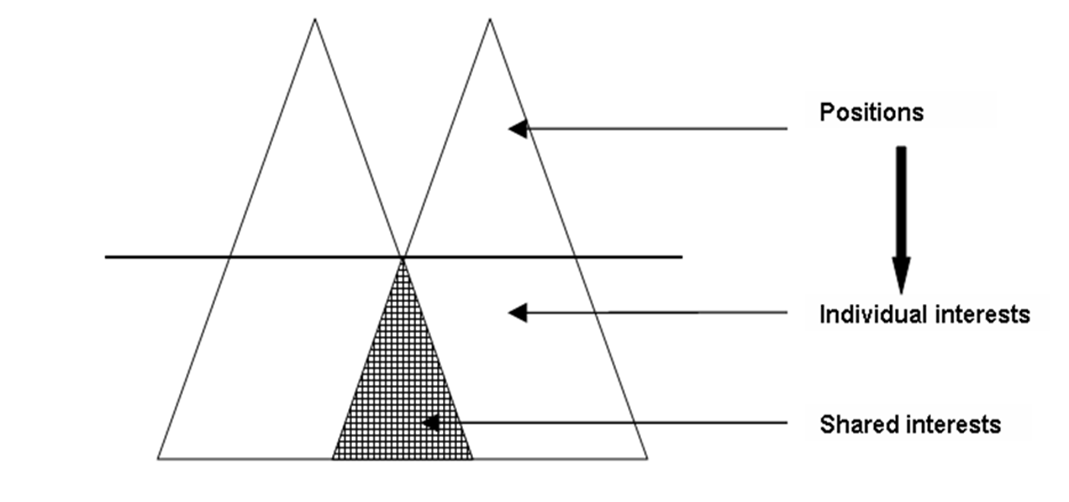 Positions
Individual interests
Shared interests